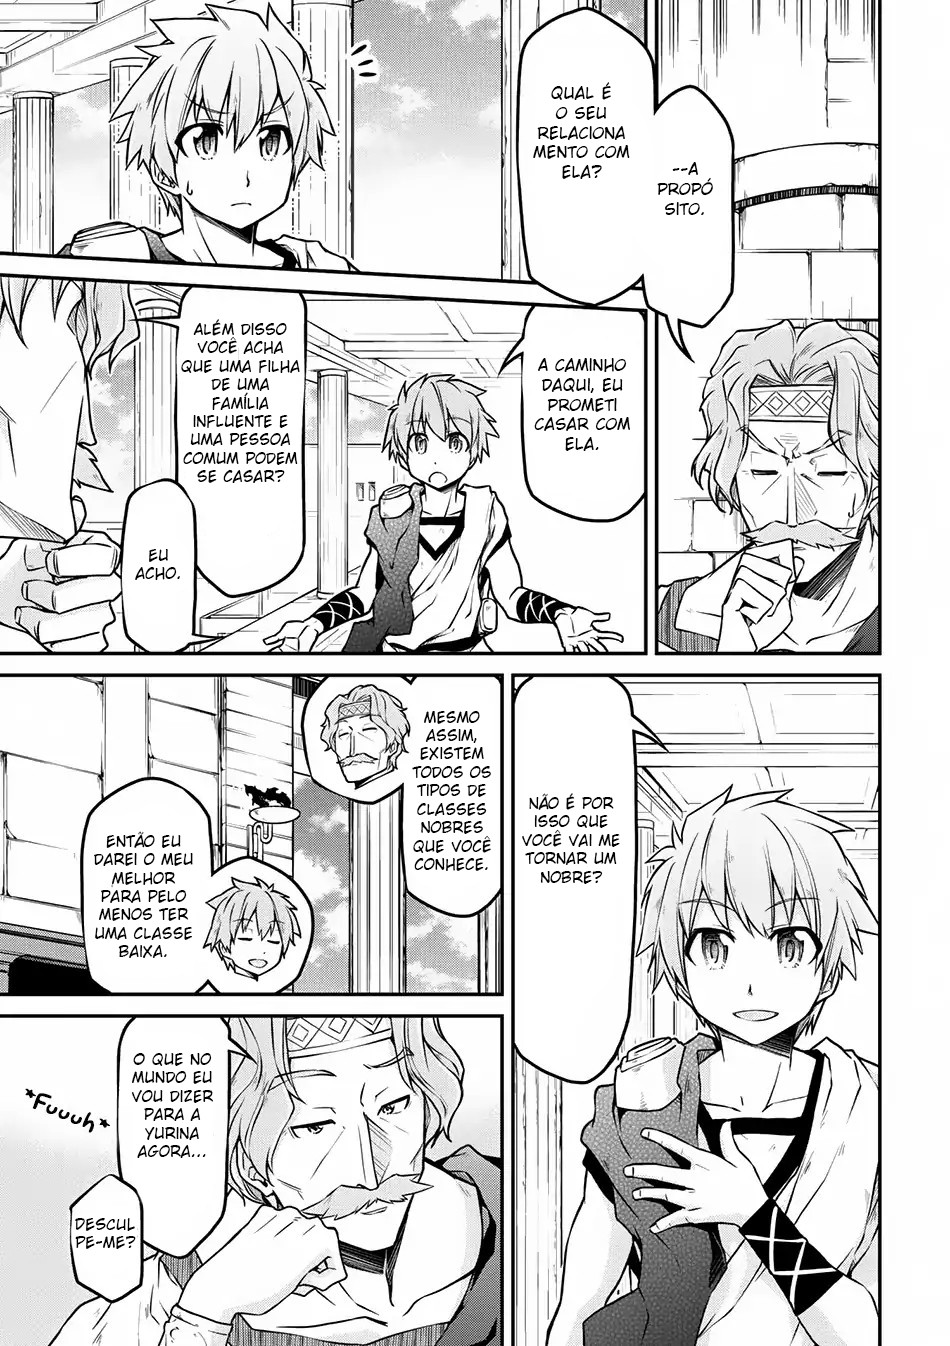 --A
PROPÓ
SITO.
QUAL É
O SEU
RELACIONA
MENTO COM
ELA?
A CAMINHO
DAQUI, EU
PROMETI
CASAR COM
ELA.
ALÉM DISSO
VOCÊ ACHA
QUE UMA FILHA
DE UMA
FAMÍLIA
INFLUENTE E
UMA PESSOA
COMUM PODEM
SE CASAR?
EU
ACHO.
NÃO É POR
ISSO QUE
VOCÊ VAI ME
TORNAR UM
NOBRE?
MESMO
ASSIM,
EXISTEM
TODOS OS
TIPOS DE
CLASSES
NOBRES
QUE VOCÊ
CONHECE.
ENTÃO EU
DAREI O MEU
MELHOR
PARA PELO
MENOS TER
UMA CLASSE
BAIXA.
O QUE NO
MUNDO EU
VOU DIZER
PARA A
YURINA
AGORA...
*Fuuuh*
DESCUL
PE-ME?